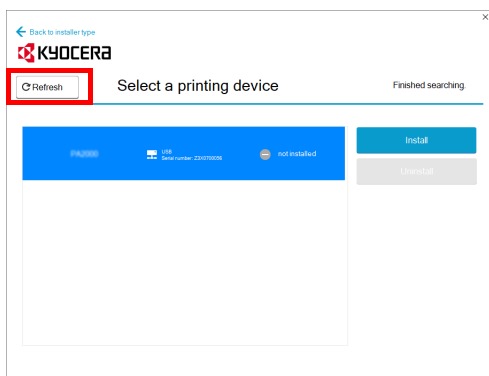 Back to installer type
KYOCERA
Refresh
Select a printing device
Finished searching.
PA2000
USB
Serial number: Z3X0700056
not installed
Install
Uninstall